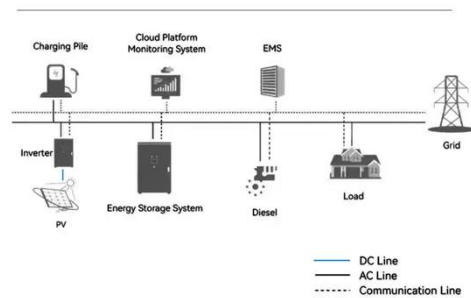 Charging Pile
Cloud Platform
Monitoring System
EMS
Grid
Inverter
PV
Energy Storage System
Diesel
Load
DC Line
AC Line
Communication Line